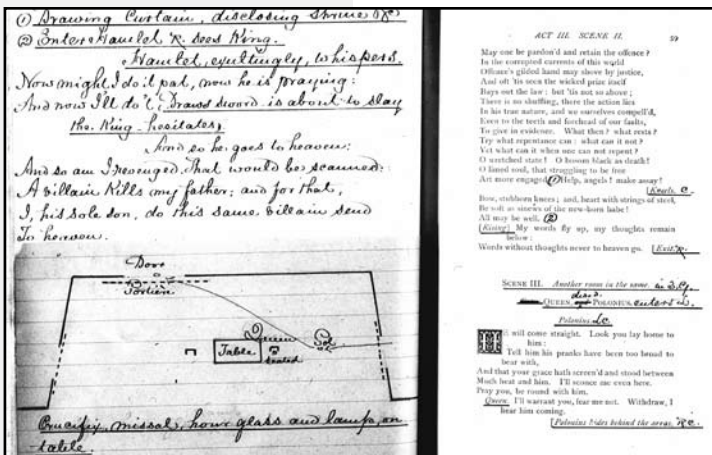 ① Drawing Curtain, disclosing shrine &c
② Enter Hamlet R. sees King.
Hamlet, exultingly, whispers.
Now might I do it pat, now he is praying:
And now I'll do't, Draws sword is about to slay
the King - hesitates,
And so he goes to heaven:
And so am I revenged. That would be scanned:
A villain kills my father; and for that,
I, his sole son, do this same villain send
To heaven.
Door
Portière
Queen
Pol
Table
seated
Crucifix, missal, hour glass and lamp, on
table.
ACT III. SCENE II. 59
May one be pardon'd and retain the offence?
In the corrupted currents of this world
Offence's gilded hand may shove by justice,
And oft 'tis seen the wicked prize itself
Buys out the law; but 'tis not so above;
There is no shuffling, there the action lies
In his true nature, and we ourselves compell'd,
Even to the teeth and forehead of our faults,
To give in evidence. What then? what rests?
Try what repentance can: what can it not?
Yet what can it when one can not repent?
O wretched state! O bosom black as death!
O limed soul, that struggling to be free
Art more engaged! ① Help, angels! make assay!
[Kneels. C.
Bow, stubborn knees; and, heart with strings of steel,
Be soft as sinews of the new-born babe!
All may be well. ②
[Rising] My words fly up, my thoughts remain
below:
Words without thoughts never to heaven go. [Exit. R.
SCENE III. Another room in the same.
QUEEN, POLONIUS, enters L.
Polonius L.C.
He will come straight. Look you lay home to
him:
Tell him his pranks have been too broad to
bear with,
And that your grace hath screen'd and stood between
Much heat and him. I'll sconce me even here.
Pray you, be round with him.
Queen. I'll warrant you, fear me not. Withdraw, I
hear him coming.
[Polonius hides behind the arras. R.C.